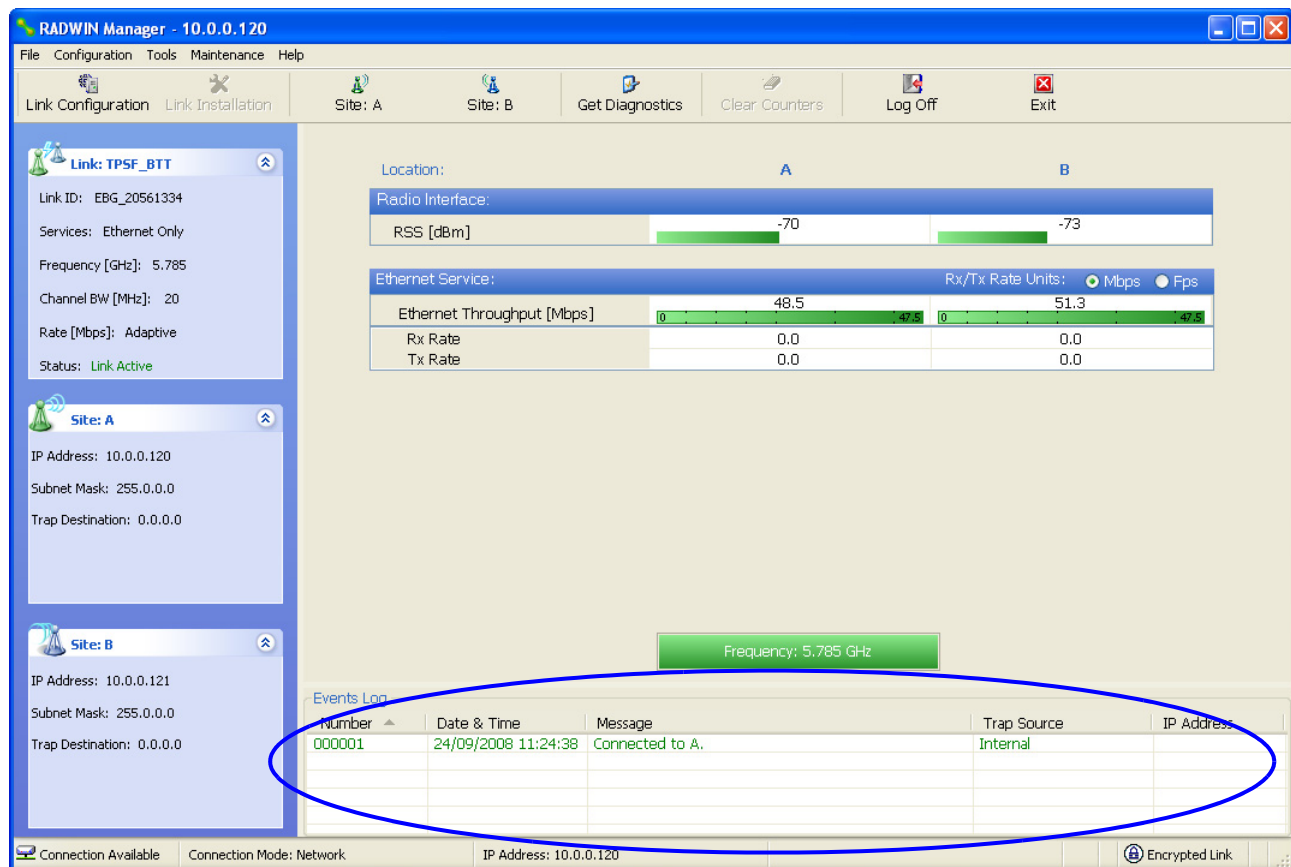 RADWIN Manager - 10.0.0.120
File Configuration Tools Maintenance Help
Link Configuration Link Installation Site: A Site: B Get Diagnostics Clear Counters Log Off Exit
Link: TPSF_BTT
Link ID: EBG_20561334
Services: Ethernet Only
Frequency [GHz]: 5.785
Channel BW [MHz]: 20
Rate [Mbps]: Adaptive
Status: Link Active
Site: A
IP Address: 10.0.0.120
Subnet Mask: 255.0.0.0
Trap Destination: 0.0.0.0
Site: B
IP Address: 10.0.0.121
Subnet Mask: 255.0.0.0
Trap Destination: 0.0.0.0
Location: A B
Radio Interface:
RSS [dBm] -70 -73
Ethernet Service: Rx/Tx Rate Units: Mbps Fps
Ethernet Throughput [Mbps] 48.5 51.3
0 47.5 0 47.5
Rx Rate 0.0 0.0
Tx Rate 0.0 0.0
Frequency: 5.785 GHz
Events Log
Number Date & Time Message Trap Source IP Address
000001 24/09/2008 11:24:38 Connected to A. Internal
Connection Available Connection Mode: Network IP Address: 10.0.0.120 Encrypted Link